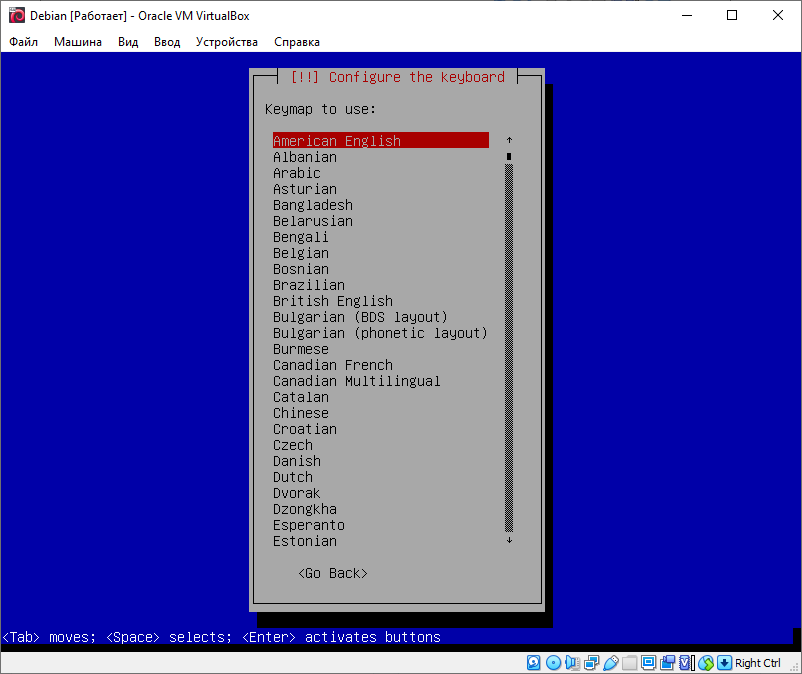 Debian [Работает] - Oracle VM VirtualBox
Файл Машина Вид Ввод Устройства Справка
[!!] Configure the keyboard
Keymap to use:
American English
Albanian
Arabic
Asturian
Bangladesh
Belarusian
Bengali
Belgian
Bosnian
Brazilian
British English
Bulgarian (BDS layout)
Bulgarian (phonetic layout)
Burmese
Canadian French
Canadian Multilingual
Catalan
Chinese
Croatian
Czech
Danish
Dutch
Dvorak
Dzongkha
Esperanto
Estonian
<Go Back>
<Tab> moves; <Space> selects; <Enter> activates buttons
Right Ctrl